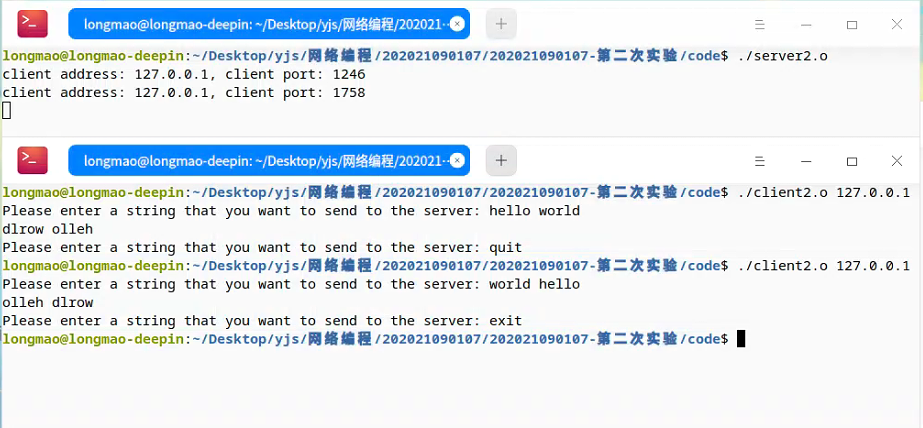 longmao@longmao-deepin: ~/Desktop/yjs/网络编程/202021··
longmao@longmao-deepin:~/Desktop/yjs/网络编程/202021090107/202021090107-第二次实验/code$ ./server2.o
client address: 127.0.0.1, client port: 1246
client address: 127.0.0.1, client port: 1758
longmao@longmao-deepin: ~/Desktop/yjs/网络编程/202021··
longmao@longmao-deepin:~/Desktop/yjs/网络编程/202021090107/202021090107-第二次实验/code$ ./client2.o 127.0.0.1
Please enter a string that you want to send to the server: hello world
dlrow olleh
Please enter a string that you want to send to the server: quit
longmao@longmao-deepin:~/Desktop/yjs/网络编程/202021090107/202021090107-第二次实验/code$ ./client2.o 127.0.0.1
Please enter a string that you want to send to the server: world hello
olleh dlrow
Please enter a string that you want to send to the server: exit
longmao@longmao-deepin:~/Desktop/yjs/网络编程/202021090107/202021090107-第二次实验/code$